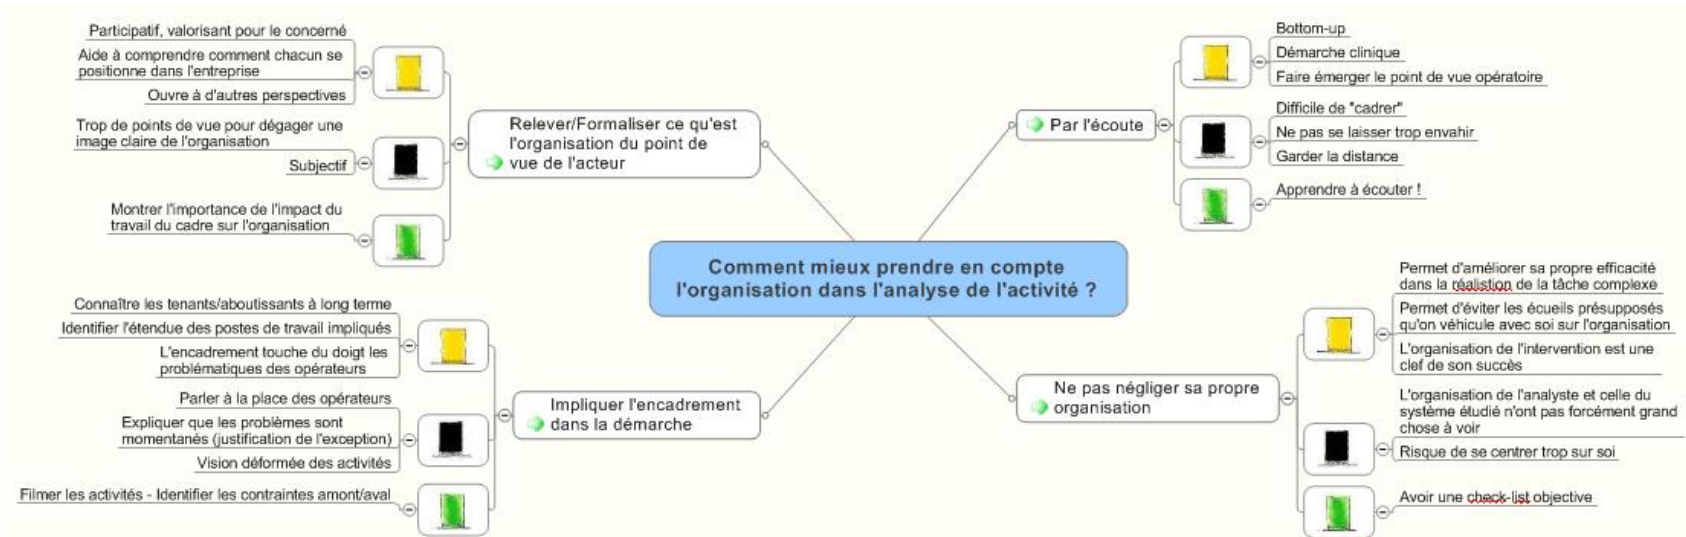 Participatif, valorisant pour le concerné
Aide à comprendre comment chacun se
positionne dans l'entreprise
Ouvre à d'autres perspectives
Trop de points de vue pour dégager une
image claire de l'organisation
Subjectif
Montrer l'importance de l'impact du
travail du cadre sur l'organisation
Relever/Formaliser ce qu'est
l'organisation du point de
vue de l'acteur
Bottom-up
Démarche clinique
Faire émerger le point de vue opératoire
Difficile de "cadrer"
Ne pas se laisser trop envahir
Garder la distance
Apprendre à écouter !
Par l'écoute
Comment mieux prendre en compte
l'organisation dans l'analyse de l'activité ?
Connaître les tenants/aboutissants à long terme
Identifier l'étendue des postes de travail impliqués
L'encadrement touche du doigt les
problématiques des opérateurs
Parler à la place des opérateurs
Expliquer que les problèmes sont
momentanés (justification de l'exception)
Vision déformée des activités
Filmer les activités - Identifier les contraintes amont/aval
Impliquer l'encadrement
dans la démarche
Permet d'améliorer sa propre efficacité
dans la réalistion de la tâche complexe
Permet d'éviter les écueils présupposés
qu'on véhicule avec soi sur l'organisation
L'organisation de l'intervention est une
clef de son succès
L'organisation de l'analyste et celle du
système étudié n'ont pas forcément grand
chose à voir
Risque de se centrer trop sur soi
Avoir une check-list objective
Ne pas négliger sa propre
organisation